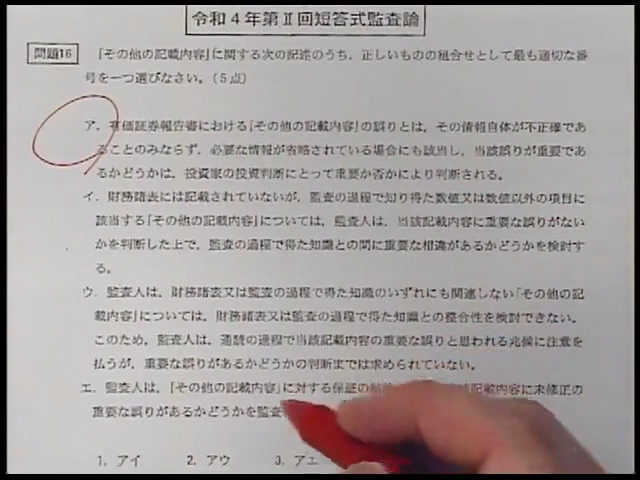 令和4年第Ⅱ回短答式監査論
問題16 「その他の記載内容」に関する次の記述のうち、正しいものの組合せとして最も適切な番
号を一つ選びなさい。（5点）
ア．有価証券報告書における「その他の記載内容」の誤りとは、その情報自体が不正確であ
ることのみならず、必要な情報が省略されている場合にも該当し、当該誤りが重要であ
るかどうかは、投資家の投資判断にとって重要か否かにより判断される。
イ．財務諸表には記載されていないが、監査の過程で知り得た数値又は数値以外の項目に
該当する「その他の記載内容」については、監査人は、当該記載内容に重要な誤りがない
かを判断した上で、監査の過程で得た知識との間に重要な相違があるかどうかを検討す
る。
ウ．監査人は、財務諸表又は監査の過程で得た知識のいずれにも関連しない「その他の記
載内容」については、財務諸表又は監査の過程で得た知識との整合性を検討できない。
このため、監査人は、通読の過程で当該記載内容の重要な誤りと思われる兆候に注意を
払うが、重要な誤りがあるかどうかの判断までは求められていない。
エ．監査人は、「その他の記載内容」に対する保証の 記載内容に未修正の
重要な誤りがあるかどうかを監査
1．アイ 2．アウ 3．アエ